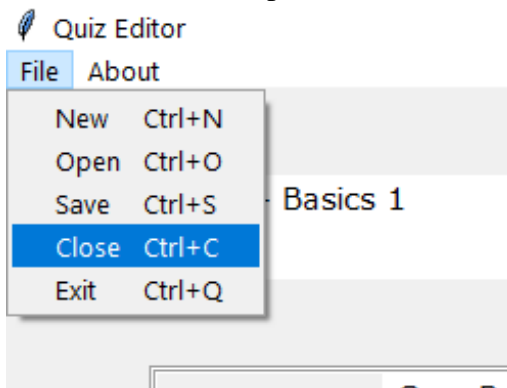 Quiz Editor
File About
New Ctrl+N
Open Ctrl+O
Save Ctrl+S
Basics 1
Close Ctrl+C
Exit Ctrl+Q